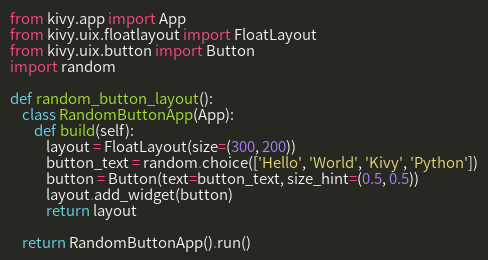 from kivy.app import App
from kivy.uix.floatlayout import FloatLayout
from kivy.uix.button import Button
import random

def random_button_layout():
    class RandomButtonApp(App):
        def build(self):
            layout = FloatLayout(size=(300, 200))
            button_text = random.choice(['Hello', 'World', 'Kivy', 'Python'])
            button = Button(text=button_text, size_hint=(0.5, 0.5))
            layout.add_widget(button)
            return layout

    return RandomButtonApp().run()